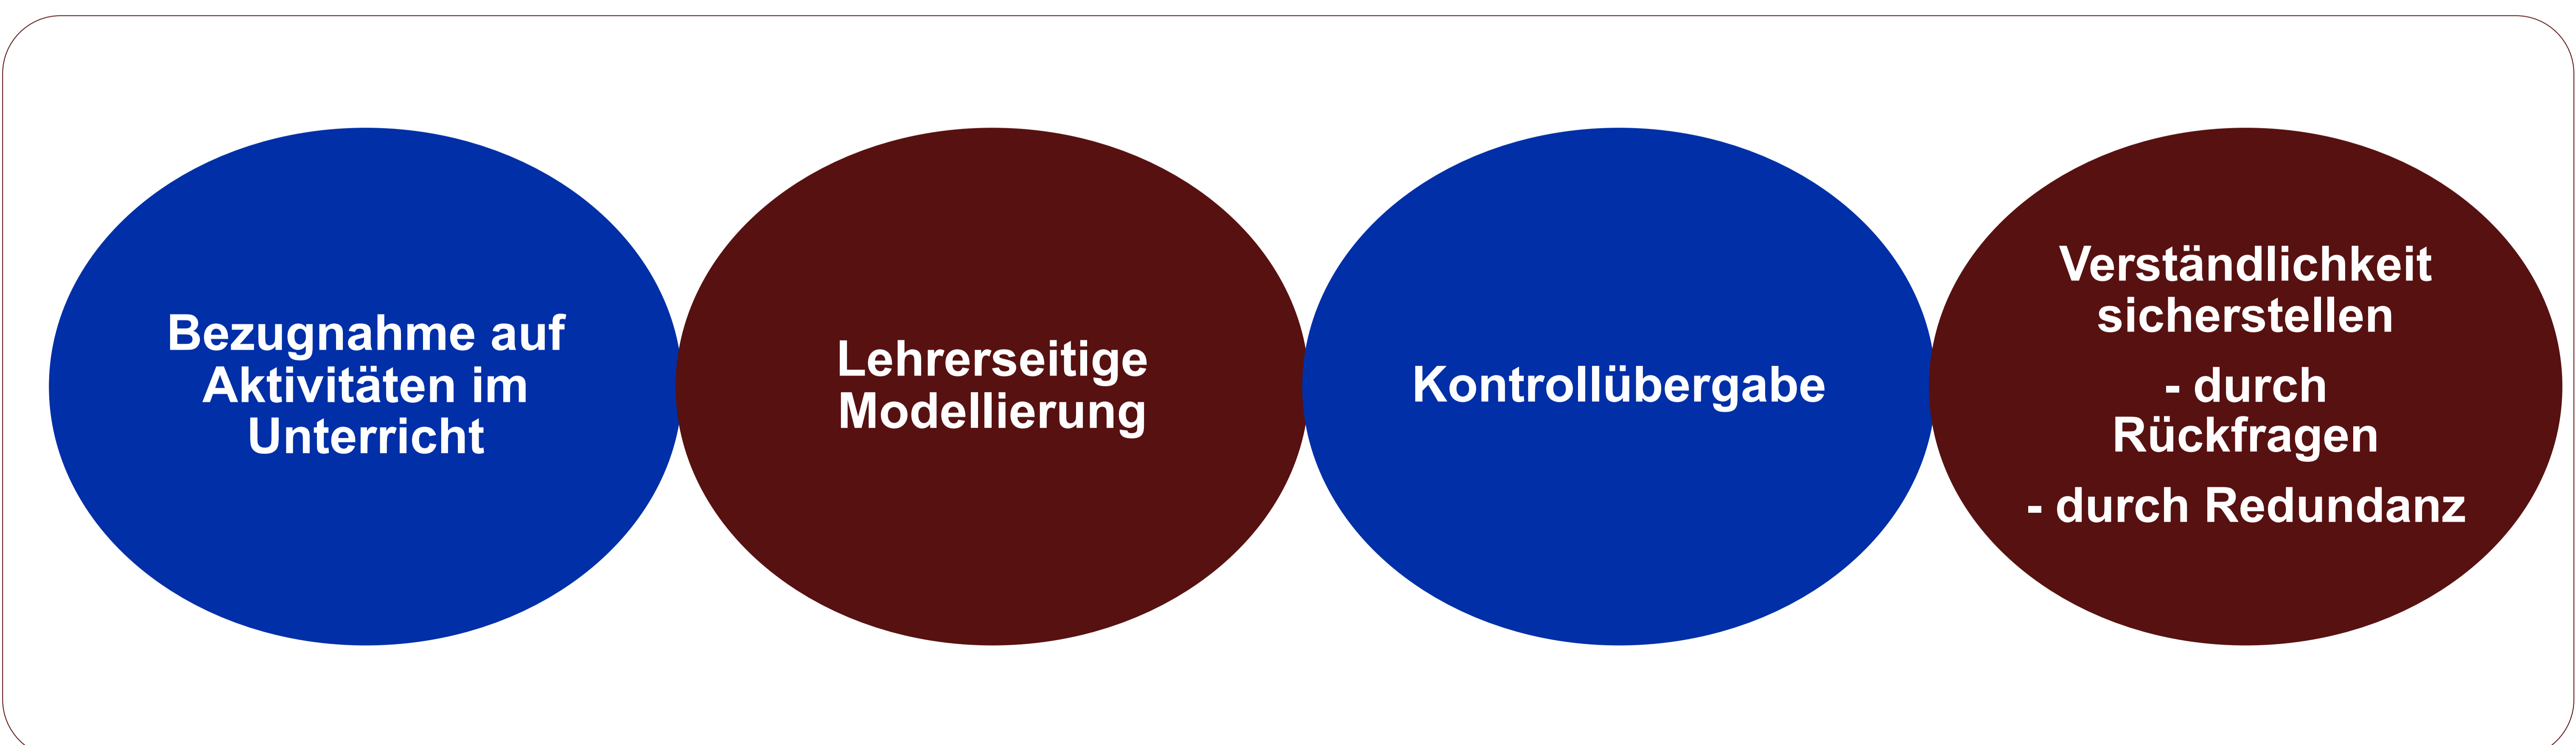 Bezugnahme auf
Aktivitäten im
Unterricht
Lehrerseitige
Modellierung
Kontrollübergabe
Verständlichkeit
sicherstellen
- durch
Rückfragen
- durch Redundanz